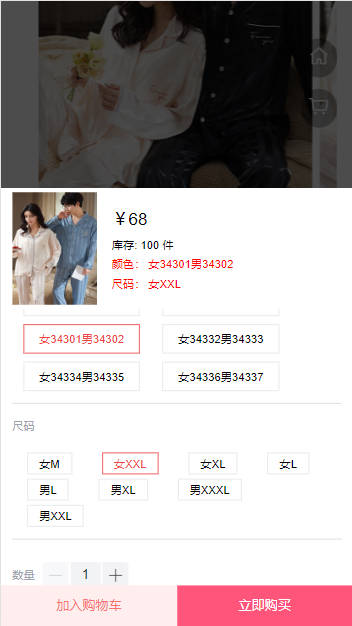 ￥68
库存: 100 件
颜色: 女34301男34302
尺码: 女XXL
女34301男34302 女34332男34333
女34334男34335 女34336男34337
尺码
女M 女XXL 女XL 女L
男L 男XL 男XXXL
男XXL
数量 — 1 +
加入购物车 立即购买